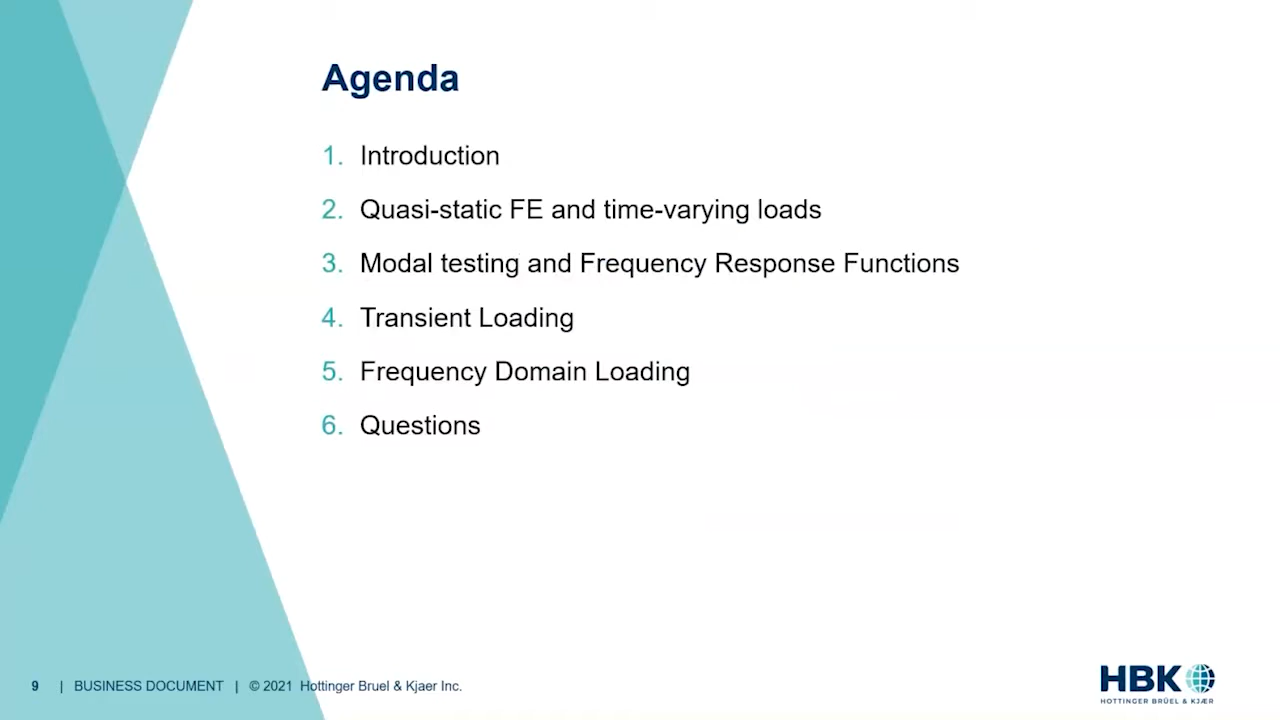 Agenda
1. Introduction
2. Quasi-static FE and time-varying loads
3. Modal testing and Frequency Response Functions
4. Transient Loading
5. Frequency Domain Loading
6. Questions
9 | BUSINESS DOCUMENT | © 2021 Hottinger Bruel & Kjaer Inc.
HBK
HOTTINGER BRÜEL & KJÆR